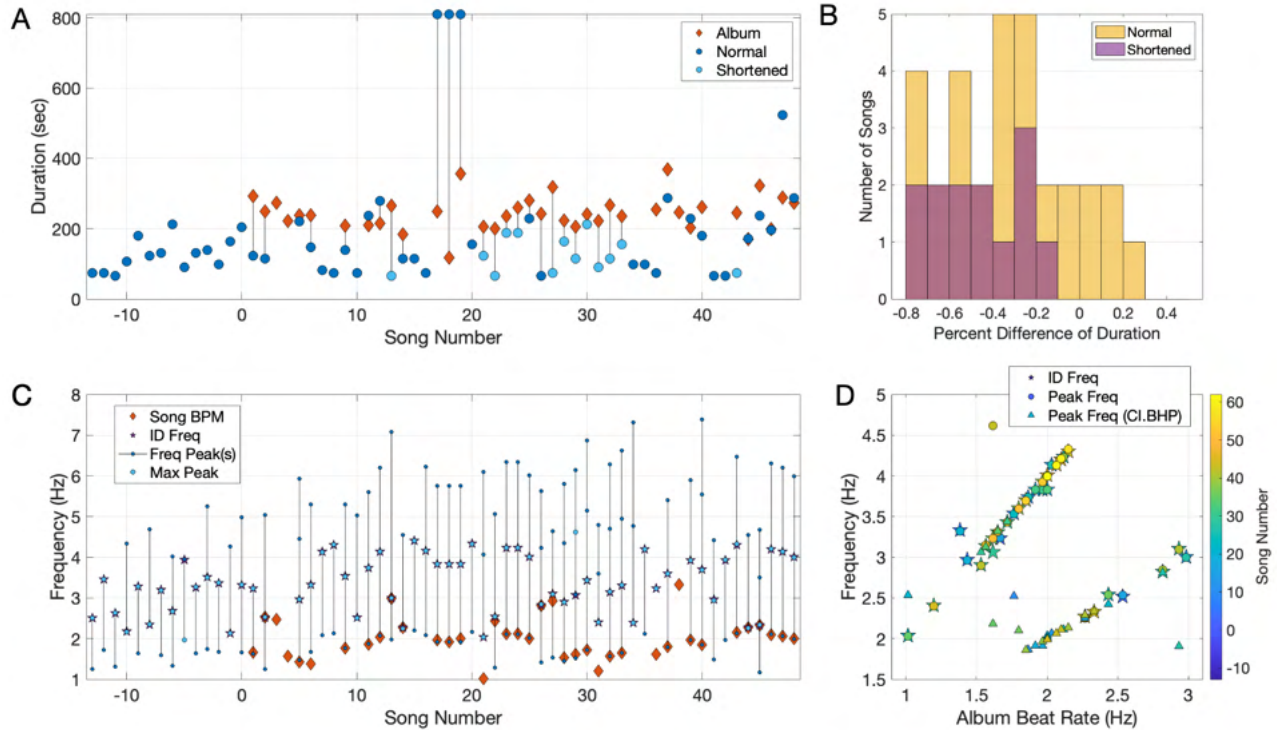 A
800
600
400
200
0
Duration (sec)
Album
Normal
Shortened
-10 0 10 20 30 40
Song Number
B
5
4
3
2
1
0
Number of Songs
Normal
Shortened
-0.8 -0.6 -0.4 -0.2 0 0.2 0.4
Percent Difference of Duration
C
8
7
6
5
4
3
2
1
Frequency (Hz)
Song BPM
ID Freq
Freq Peak(s)
Max Peak
-10 0 10 20 30 40
Song Number
D
ID Freq
Peak Freq
Peak Freq (CI.BHP)
5
4.5
4
3.5
3
2.5
2
1.5
Frequency (Hz)
1 1.5 2 2.5 3
Album Beat Rate (Hz)
60
50
40
30
20
10
0
-10
Song Number